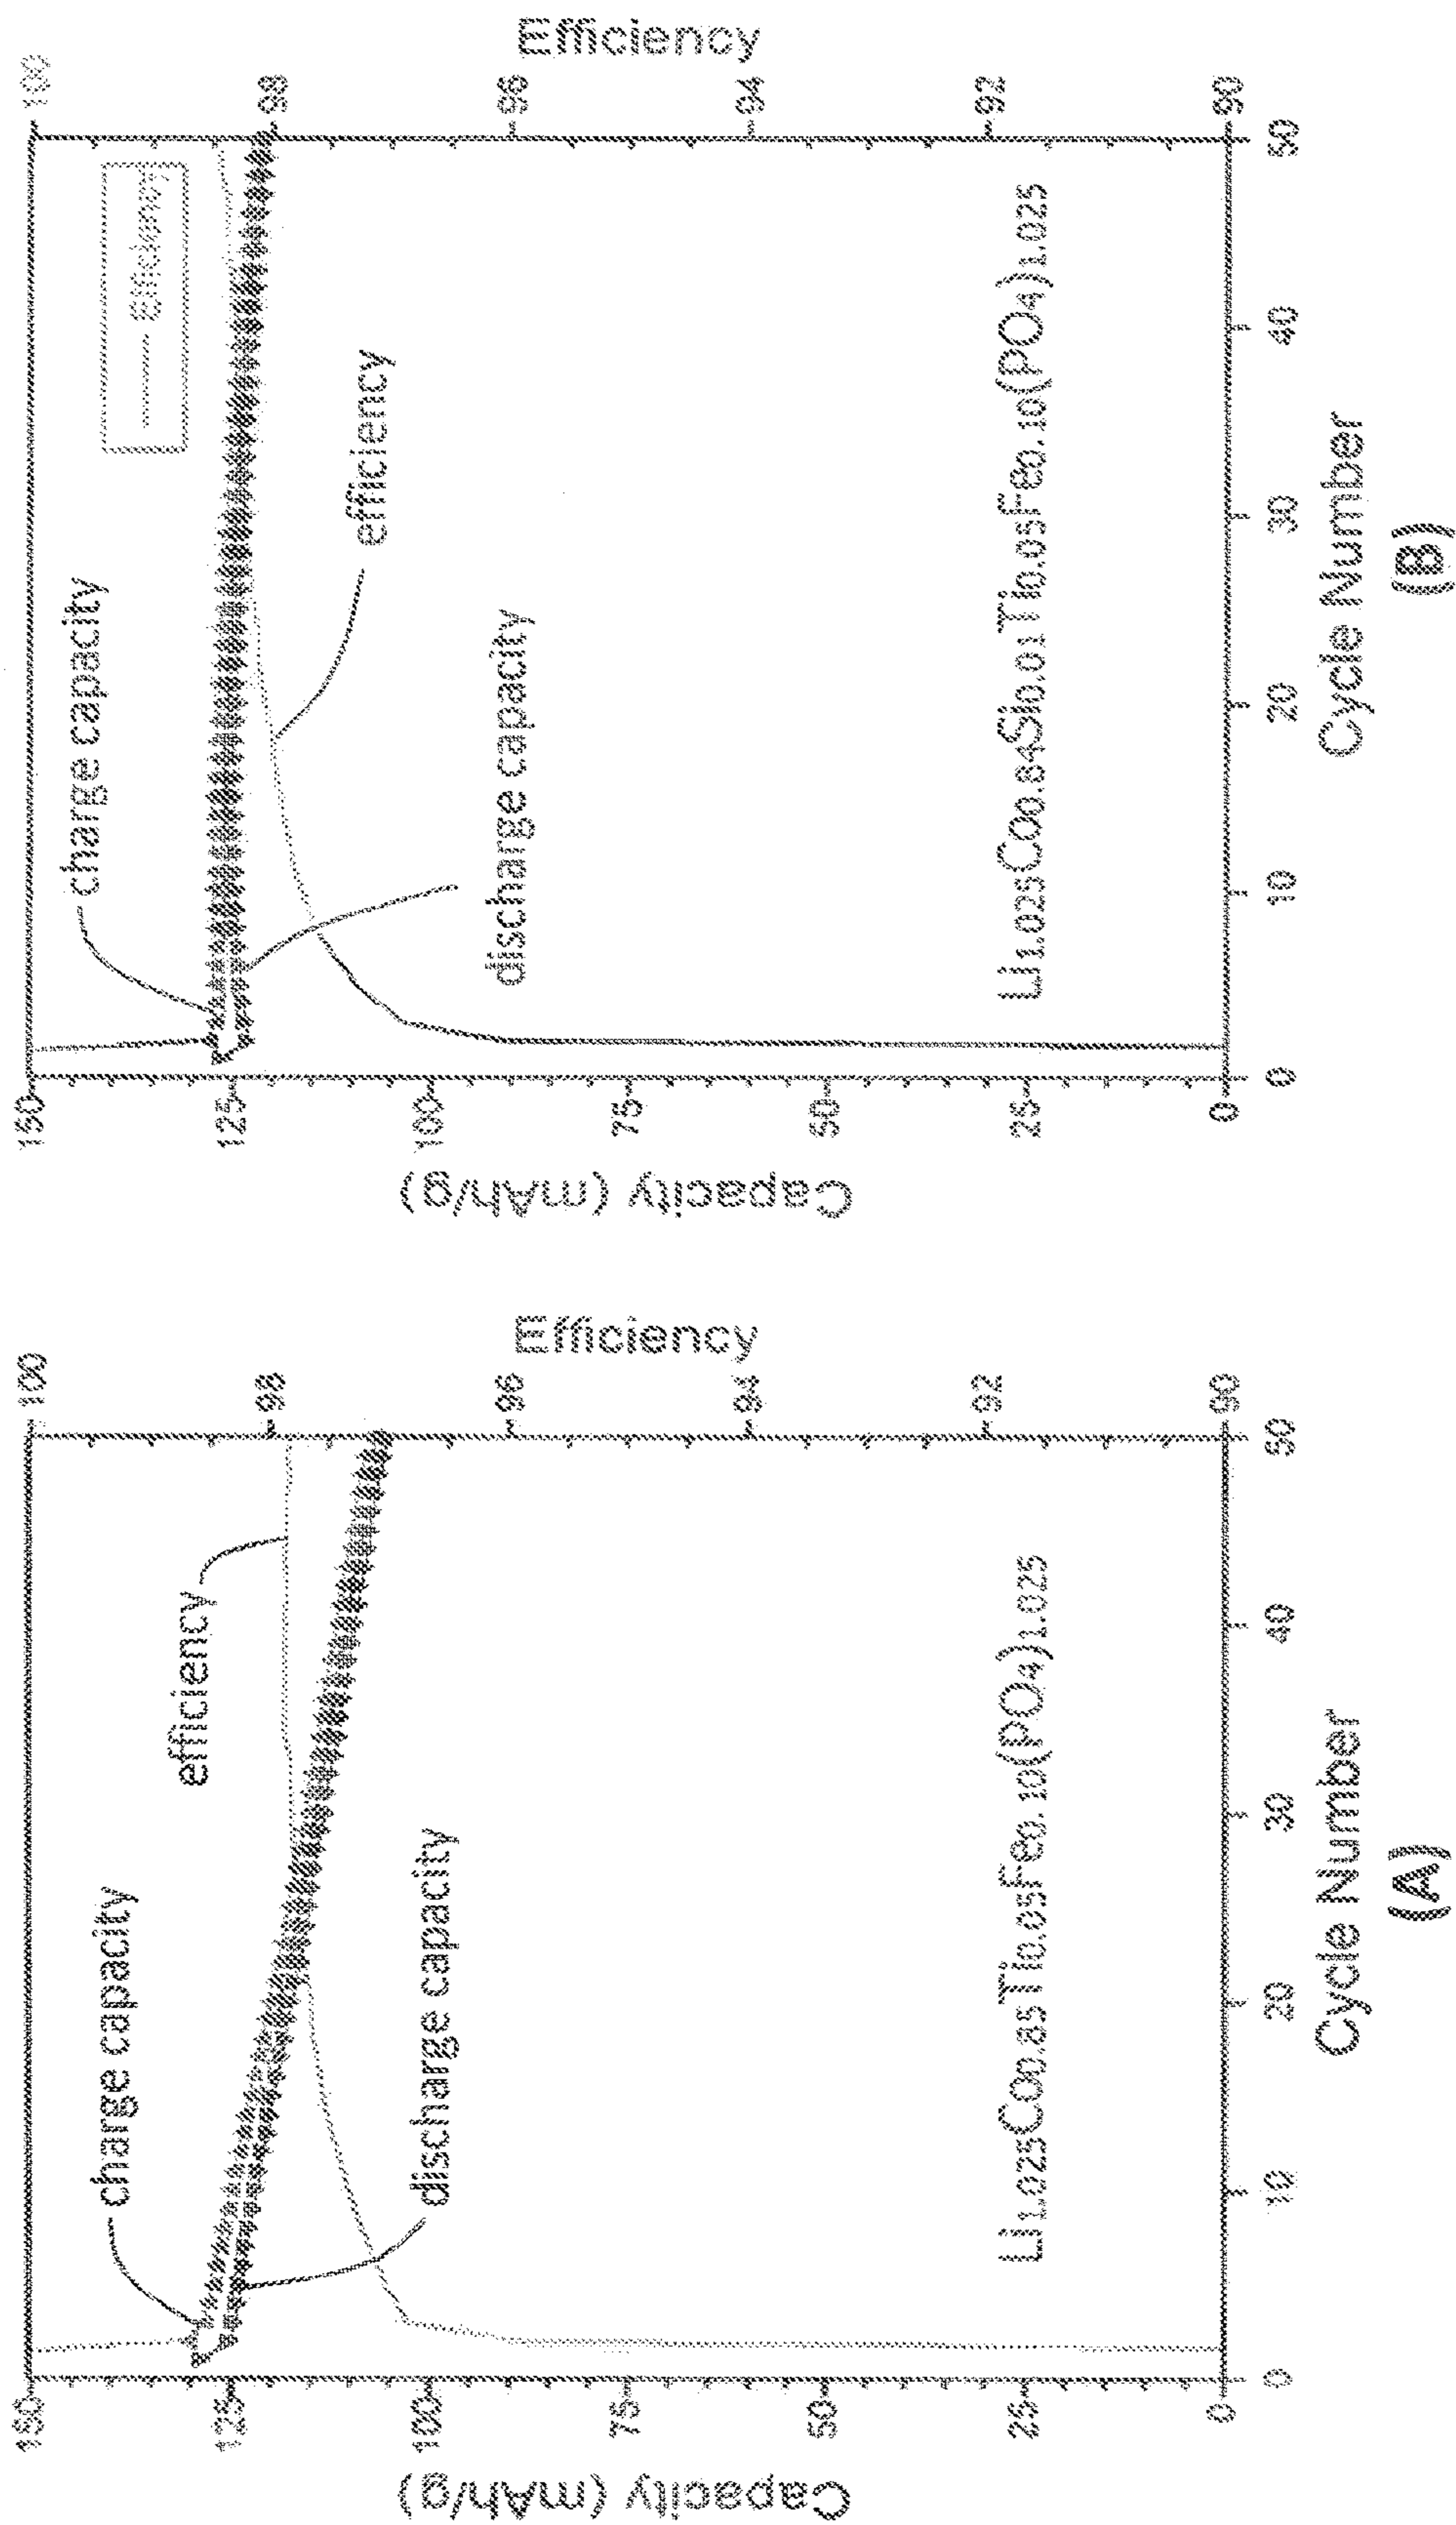 Capacity (mAh/g)
150
125
100
75
50
25
0
charge capacity
efficiency
discharge capacity
Li1.025Co0.85Ti0.05Fe0.10(PO4)1.025
100
98
96
94
92
90
Efficiency
0
10
20
30
40
50
Cycle Number
(A)
Capacity (mAh/g)
150
125
100
75
50
25
0
charge capacity
Efficiency
efficiency
discharge capacity
Li1.025Co0.84Si0.01Ti0.05Fe0.10(PO4)1.025
100
98
96
94
92
90
Efficiency
0
10
20
30
40
50
Cycle Number
(B)